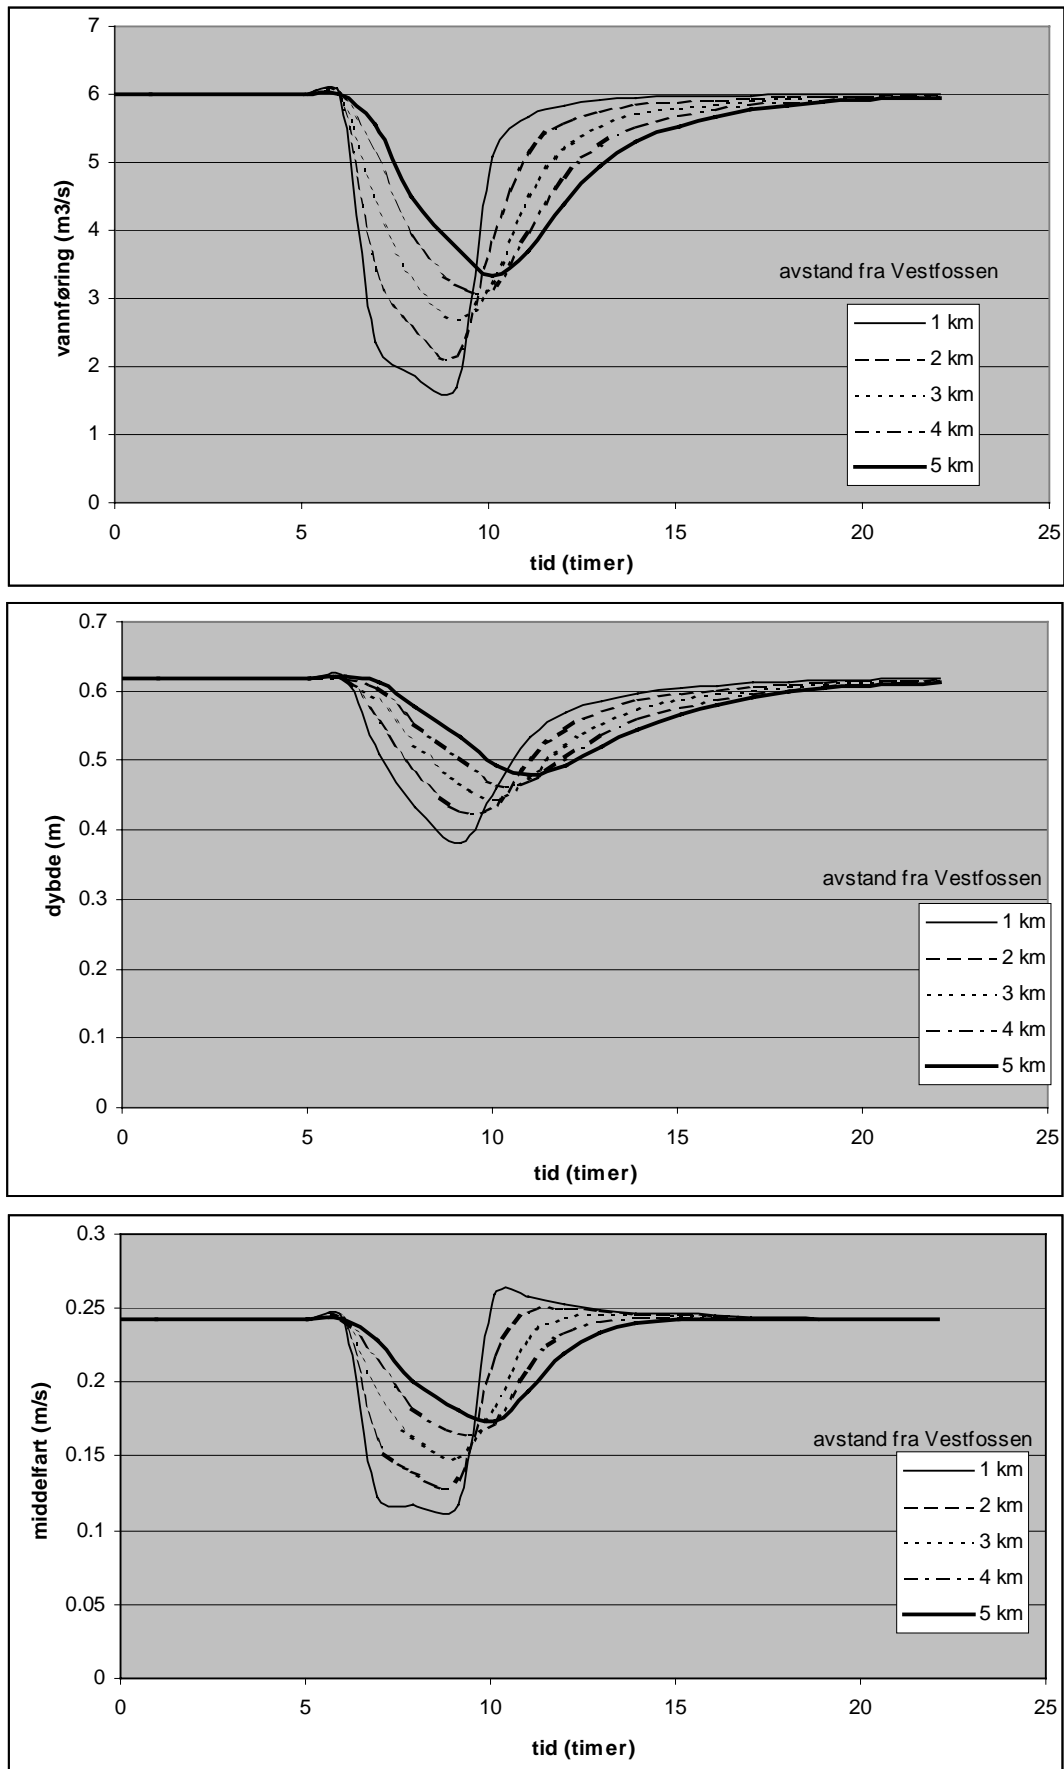 7
6
5
4
3
2
1
0
vannføring (m3/s)
avstand fra Vestfossen
1 km
2 km
3 km
4 km
5 km
0 5 10 15 20 25
tid (timer)
0.7
0.6
0.5
0.4
0.3
0.2
0.1
0
dybde (m)
avstand fra Vestfossen
1 km
2 km
3 km
4 km
5 km
0 5 10 15 20 25
tid (timer)
0.3
0.25
0.2
0.15
0.1
0.05
0
middelfart (m/s)
avstand fra Vestfossen
1 km
2 km
3 km
4 km
5 km
0 5 10 15 20 25
tid (timer)